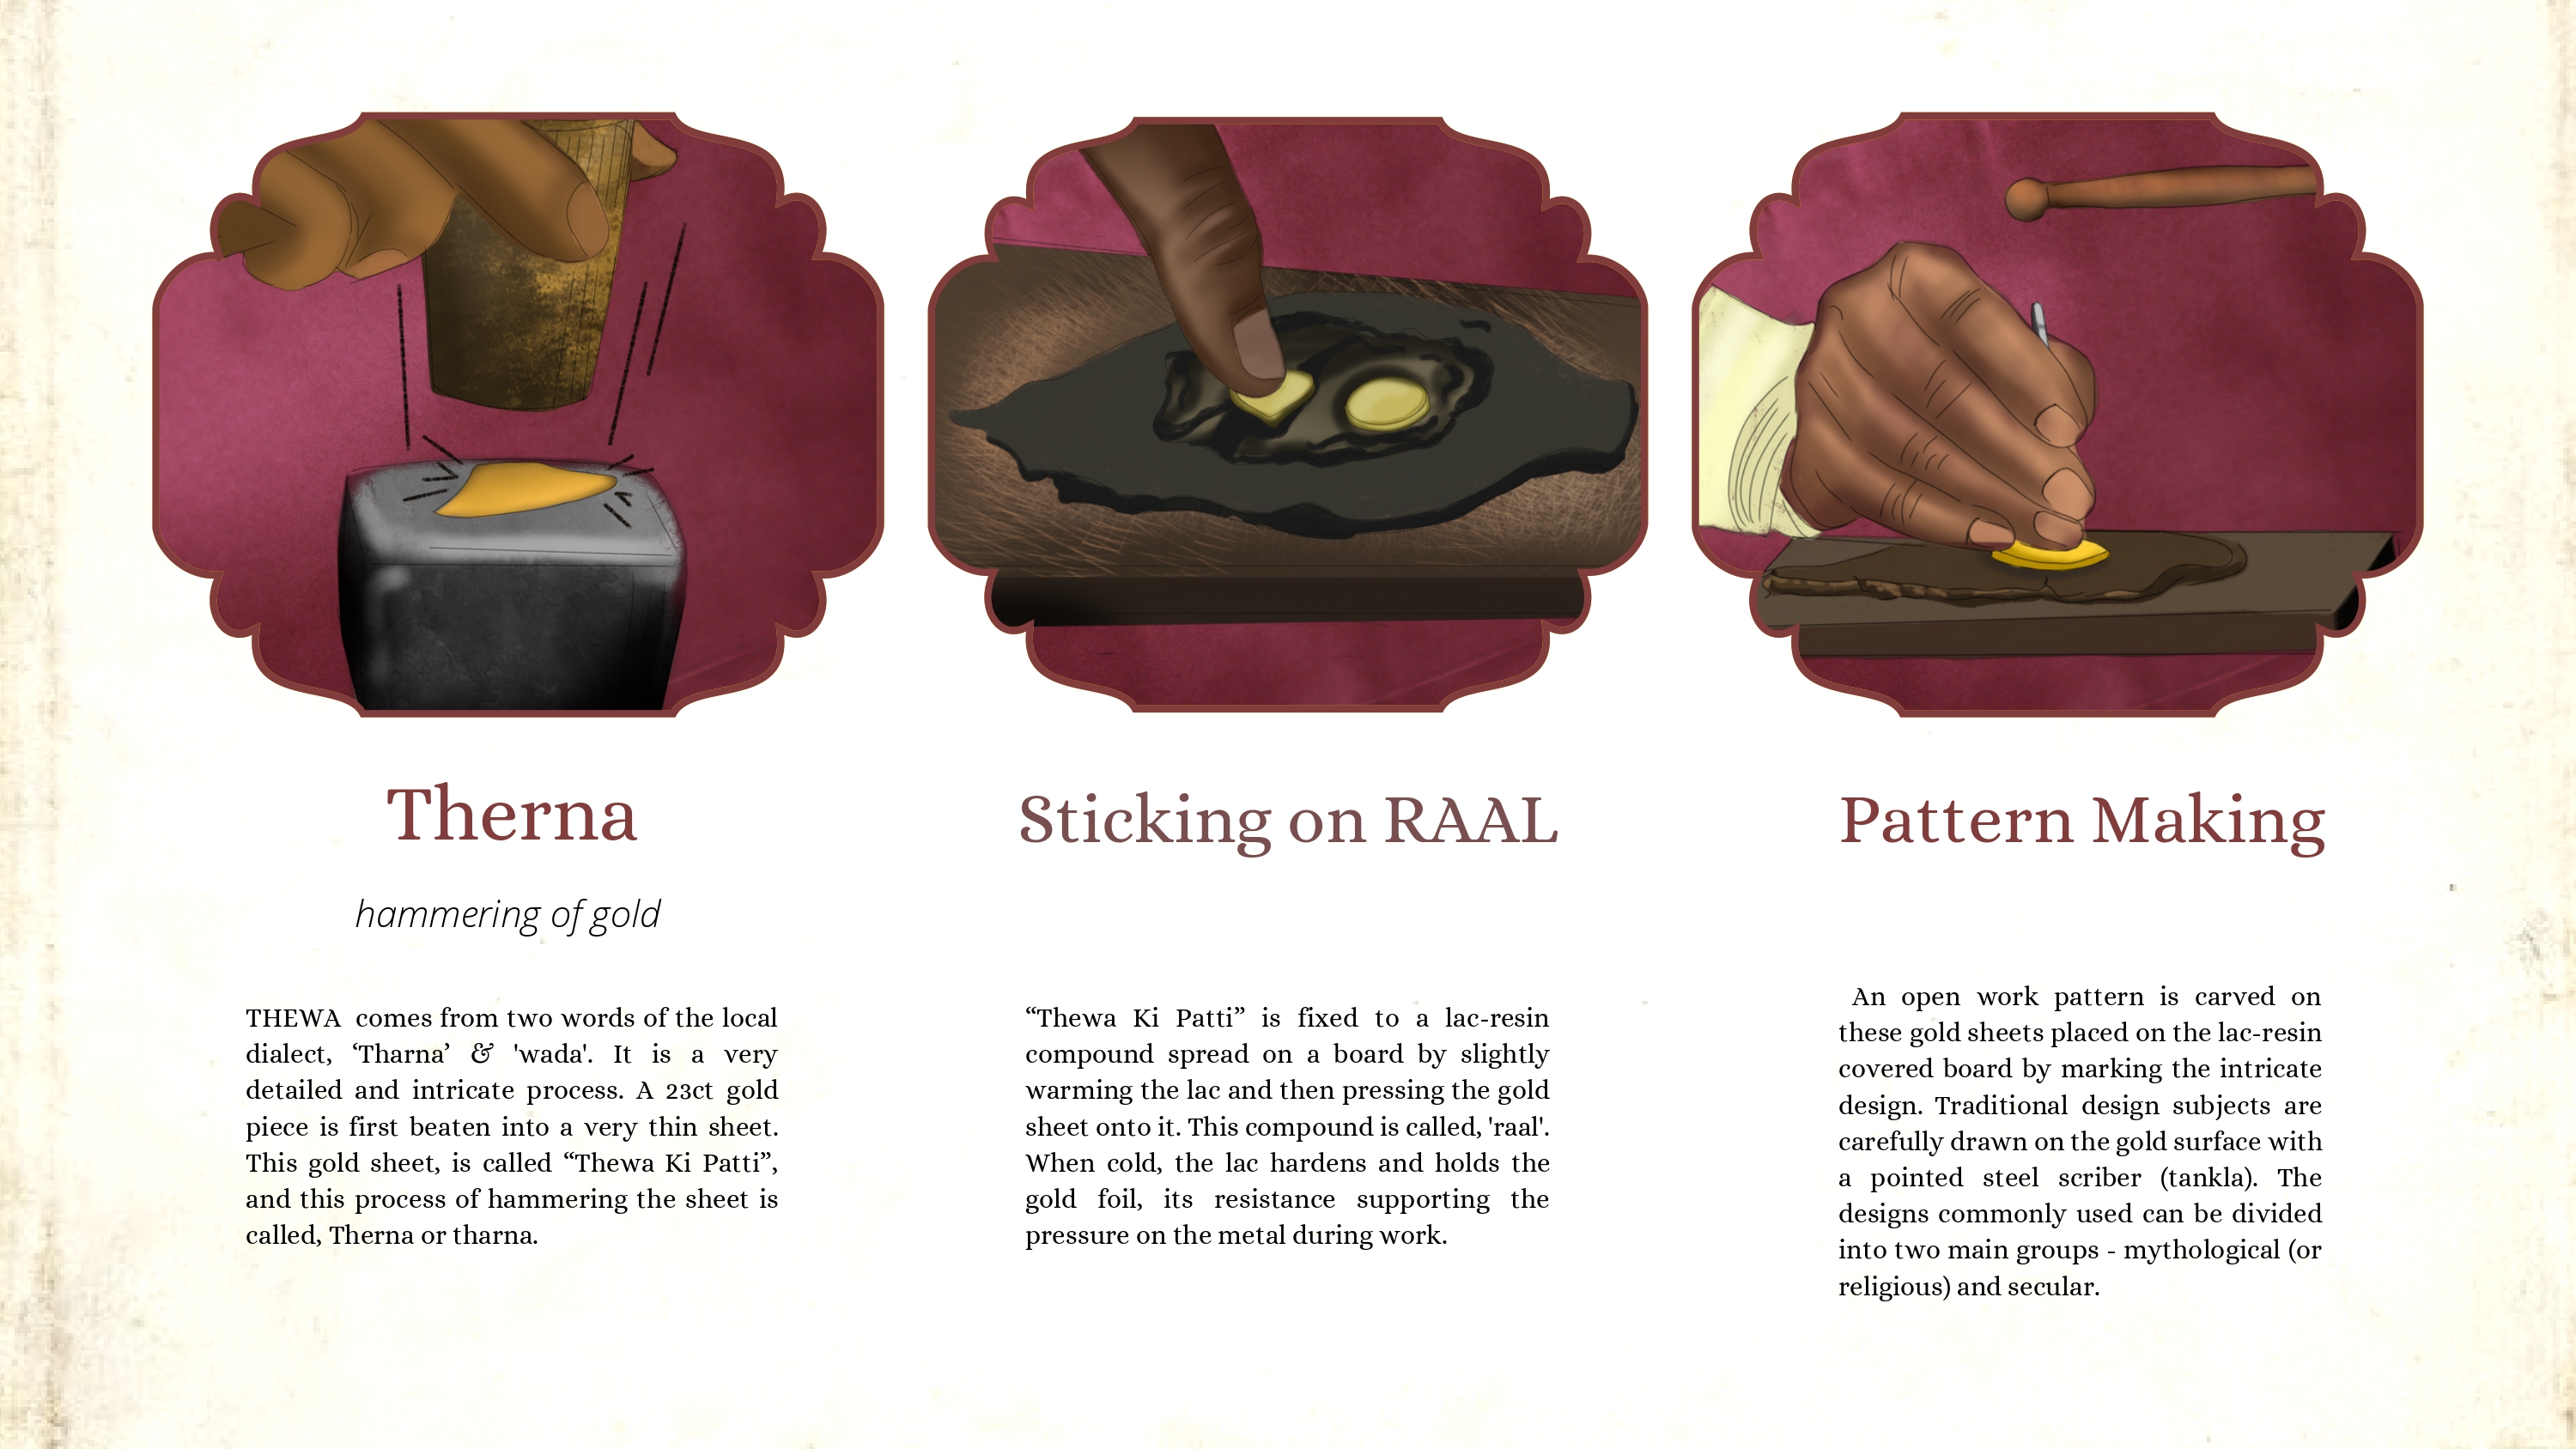 Therna
hammering of gold
THEWA comes from two words of the local
dialect, ‘Tharna’ & 'wada'. It is a very
detailed and intricate process. A 23ct gold
piece is first beaten into a very thin sheet.
This gold sheet, is called “Thewa Ki Patti”,
and this process of hammering the sheet is
called, Therna or tharna.
Sticking on RAAL
“Thewa Ki Patti” is fixed to a lac-resin
compound spread on a board by slightly
warming the lac and then pressing the gold
sheet onto it. This compound is called, 'raal'.
When cold, the lac hardens and holds the
gold foil, its resistance supporting the
pressure on the metal during work.
Pattern Making
An open work pattern is carved on
these gold sheets placed on the lac-resin
covered board by marking the intricate
design. Traditional design subjects are
carefully drawn on the gold surface with
a pointed steel scriber (tankla). The
designs commonly used can be divided
into two main groups - mythological (or
religious) and secular.